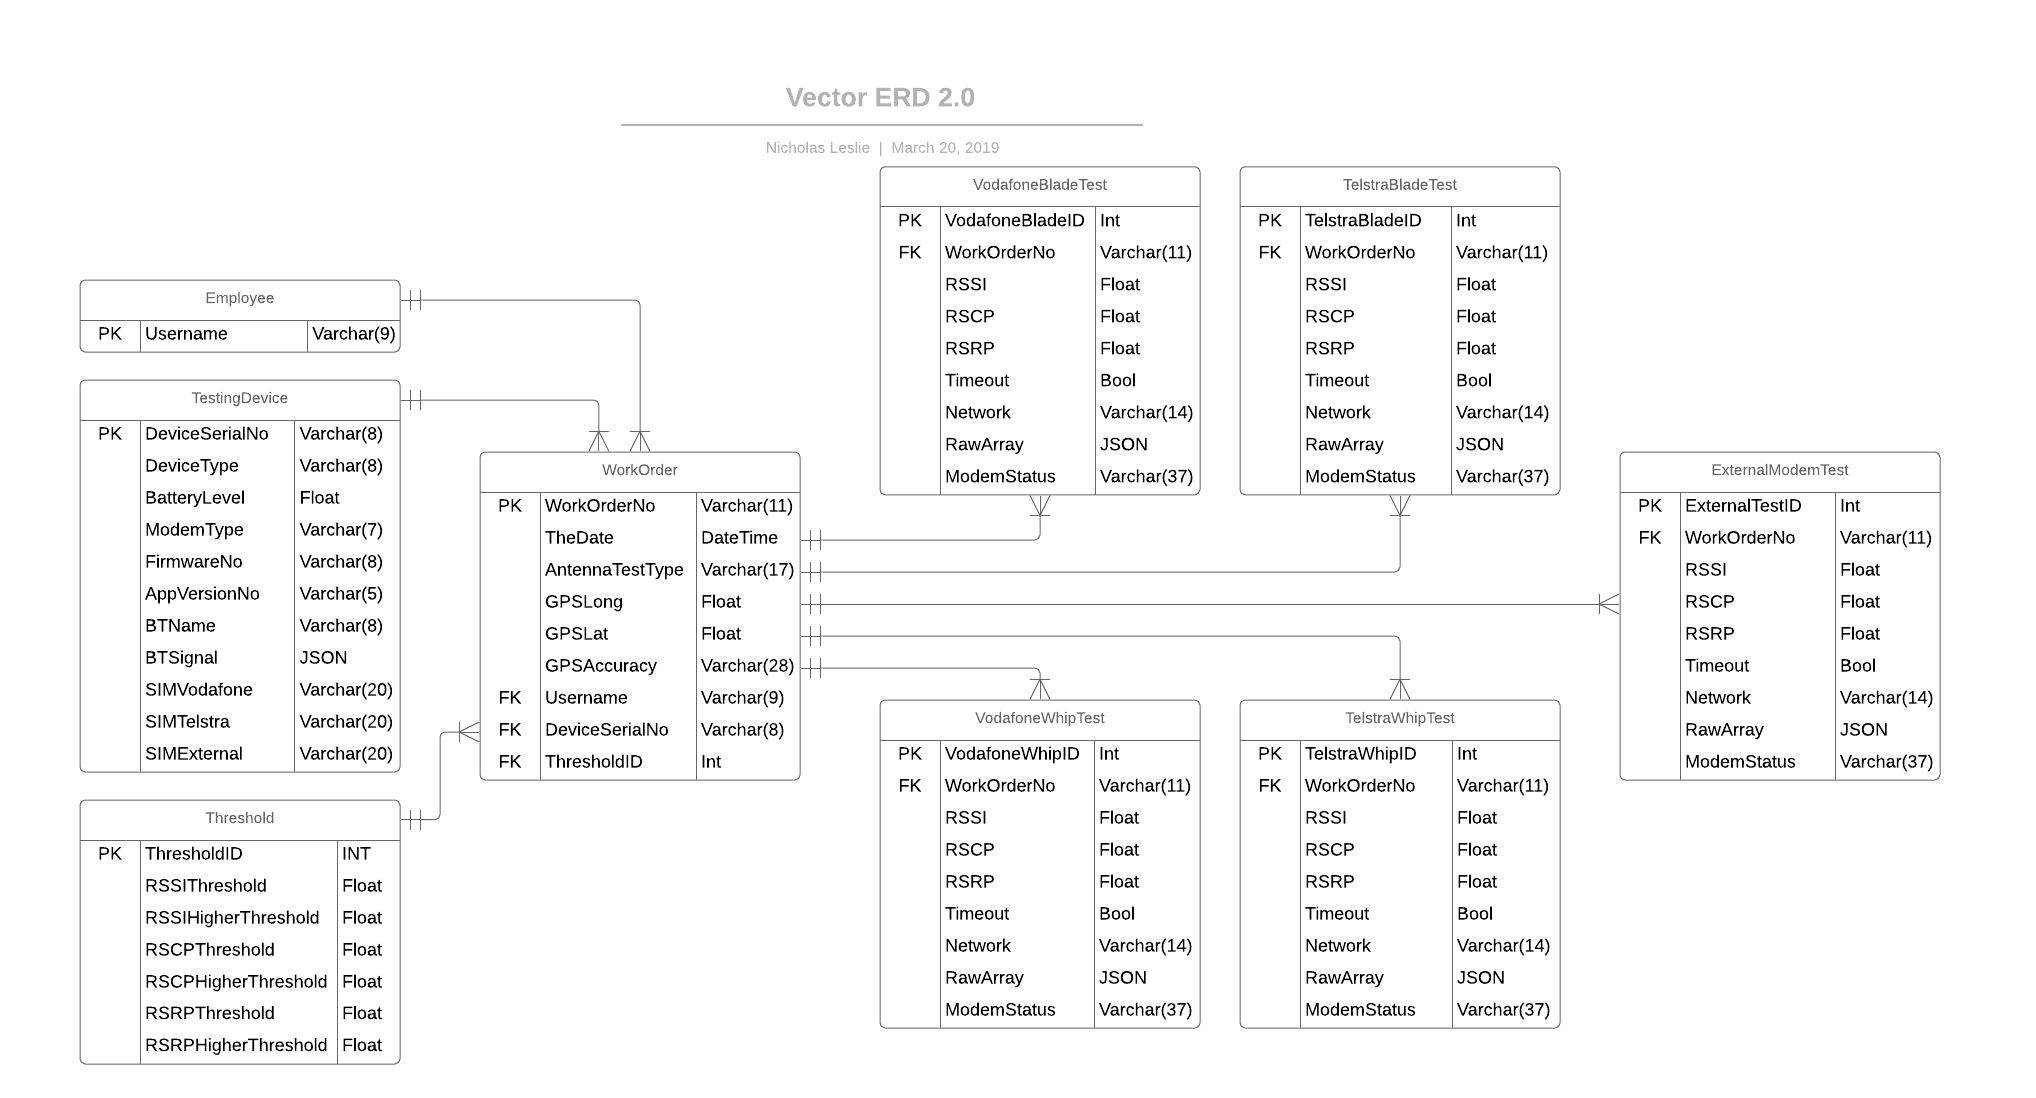 Vector ERD 2.0
Nicholas Leslie | March 20, 2019
Employee
PK Username Varchar(9)
TestingDevice
PK DeviceSerialNo Varchar(8)
DeviceType Varchar(8)
BatteryLevel Float
ModemType Varchar(7)
FirmwareNo Varchar(8)
AppVersionNo Varchar(5)
BTName Varchar(8)
BTSignal JSON
SIMVodafone Varchar(20)
SIMTelstra Varchar(20)
SIMExternal Varchar(20)
Threshold
PK ThresholdID INT
RSSIThreshold Float
RSSIHigherThreshold Float
RSCPThreshold Float
RSCPHigherThreshold Float
RSRPThreshold Float
RSRPHigherThreshold Float
WorkOrder
PK WorkOrderNo Varchar(11)
TheDate DateTime
AntennaTestType Varchar(17)
GPSLong Float
GPSLat Float
GPSAccuracy Varchar(28)
FK Username Varchar(9)
FK DeviceSerialNo Varchar(8)
FK ThresholdID Int
VodafoneBladeTest
PK VodafoneBladeID Int
FK WorkOrderNo Varchar(11)
RSSI Float
RSCP Float
RSRP Float
Timeout Bool
Network Varchar(14)
RawArray JSON
ModemStatus Varchar(37)
TelstraBladeTest
PK TelstraBladeID Int
FK WorkOrderNo Varchar(11)
RSSI Float
RSCP Float
RSRP Float
Timeout Bool
Network Varchar(14)
RawArray JSON
ModemStatus Varchar(37)
VodafoneWhipTest
PK VodafoneWhipID Int
FK WorkOrderNo Varchar(11)
RSSI Float
RSCP Float
RSRP Float
Timeout Bool
Network Varchar(14)
RawArray JSON
ModemStatus Varchar(37)
TelstraWhipTest
PK TelstraWhipID Int
FK WorkOrderNo Varchar(11)
RSSI Float
RSCP Float
RSRP Float
Timeout Bool
Network Varchar(14)
RawArray JSON
ModemStatus Varchar(37)
ExternalModemTest
PK ExternalTestID Int
FK WorkOrderNo Varchar(11)
RSSI Float
RSCP Float
RSRP Float
Timeout Bool
Network Varchar(14)
RawArray JSON
ModemStatus Varchar(37)